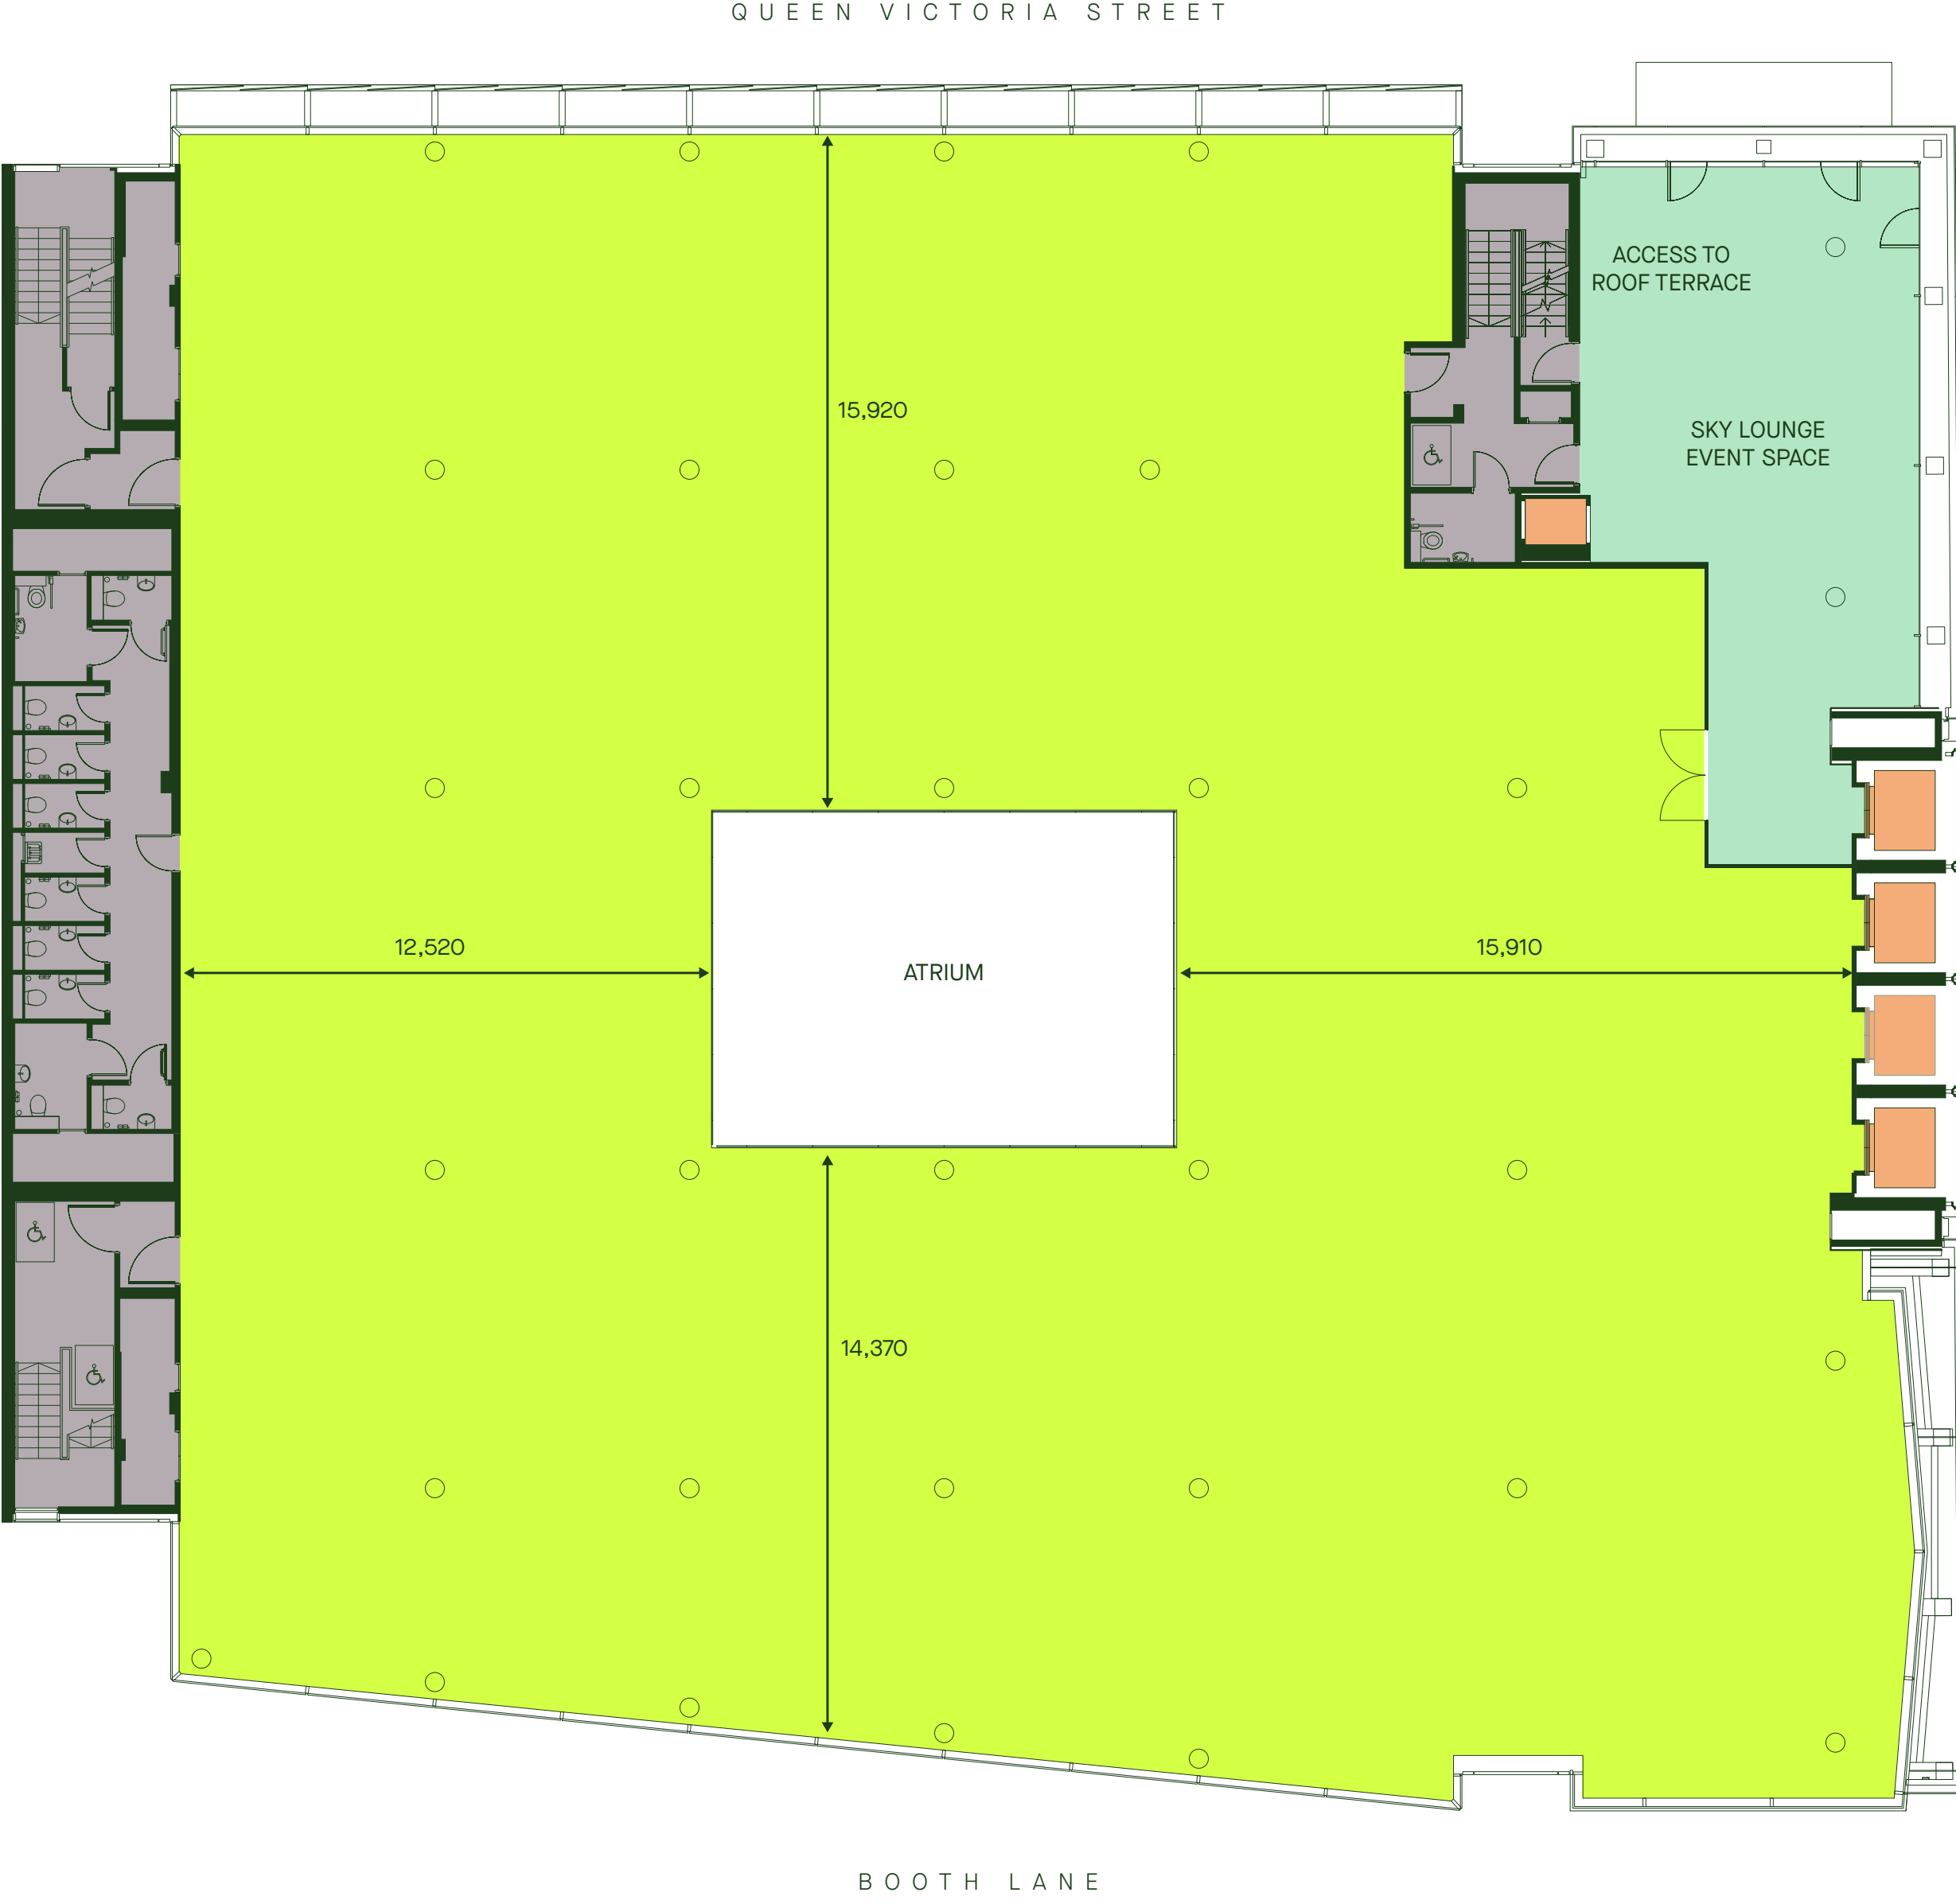 QUEEN VICTORIA STREET
ACCESS TO
ROOF TERRACE
15,920
SKY LOUNGE
EVENT SPACE
12,520
15,910
ATRIUM
14,370
BOOTH LANE